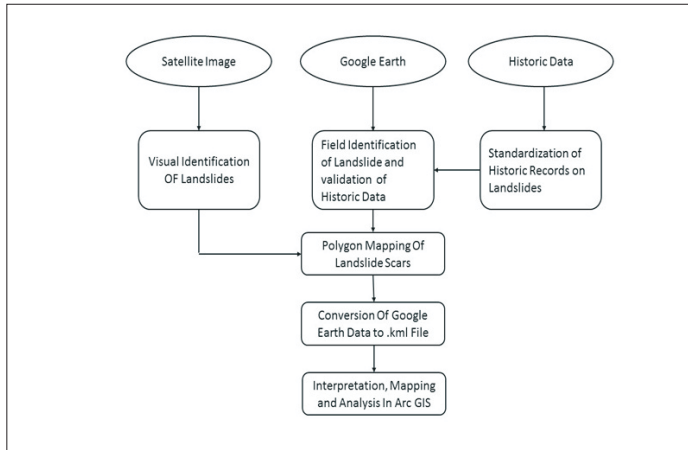 Satellite Image
Google Earth
Historic Data
Visual Identification
OF Landslides
Field Identification
of Landslide and
validation of
Historic Data
Standardization of
Historic Records on
Landslides
Polygon Mapping Of
Landslide Scars
Conversion Of Google
Earth Data to .kml File
Interpretation, Mapping
and Analysis In Arc GIS